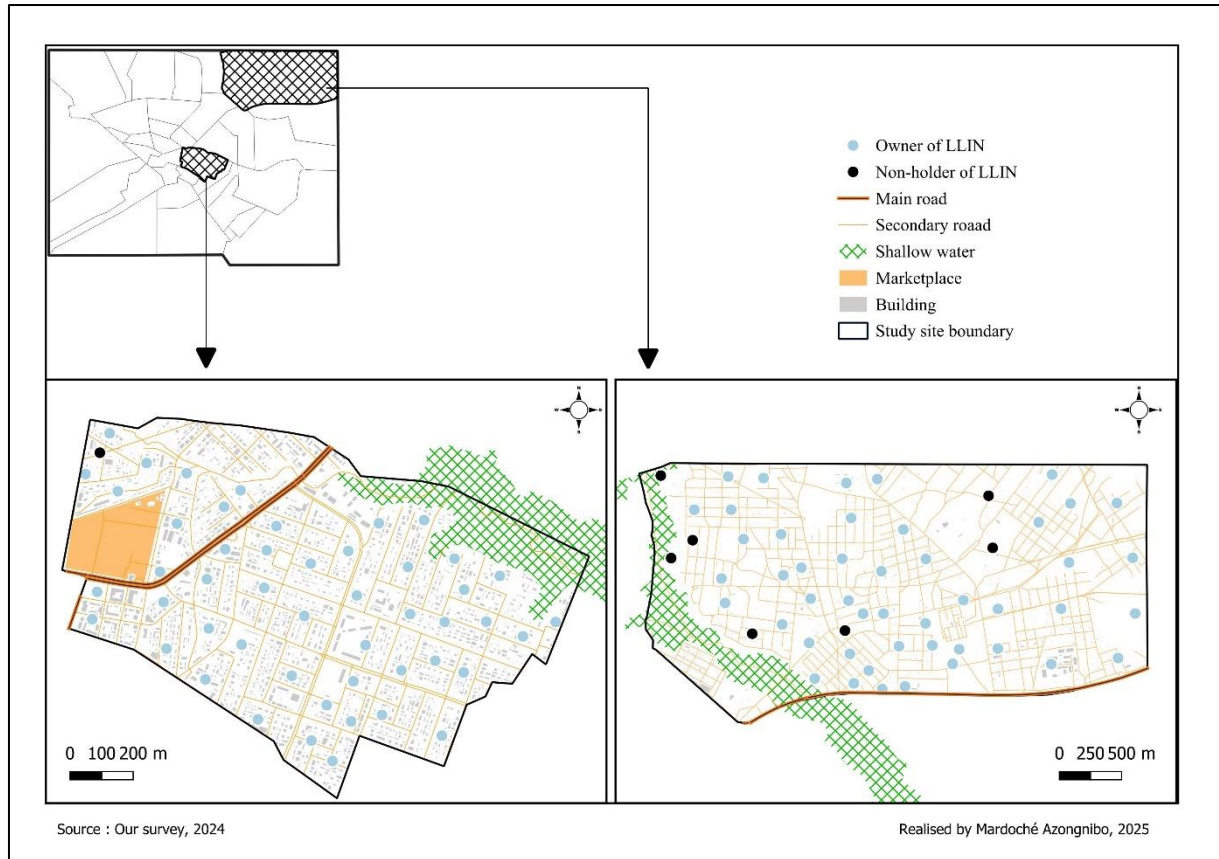 Owner of LLIN
Non-holder of LLIN
Main road
Secondary roaad
Shallow water
Marketplace
Building
Study site boundary
N
W E
S
N
W E
S
0 100 200 m
0 250 500 m
Source : Our survey, 2024
Realised by Mardoché Azongnibo, 2025